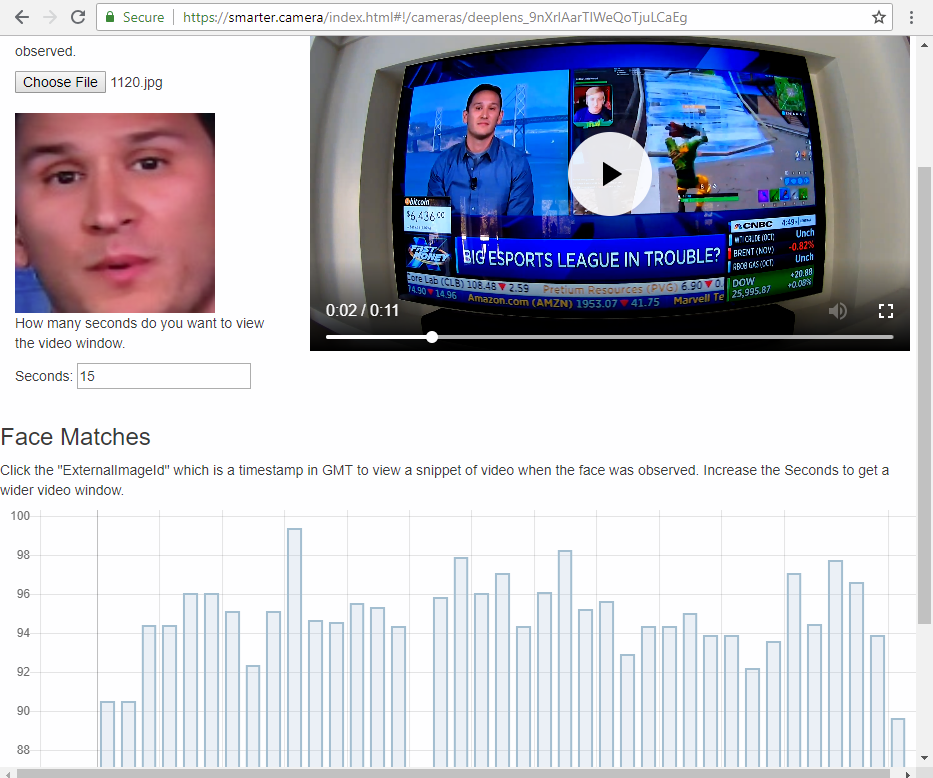 Secure
https://smarter.camera/index.html#!/cameras/deeplens_9nXrIAarTlWeQoTjuLCaEg
observed.
Choose File 1120.jpg
How many seconds do you want to view
the video window.
Seconds: 15
bitcoin
$6,436.00
FAST
MONEY
BIG ESPORTS LEAGUE IN TROUBLE?
CNBC 4:49
WTI CRUDE (OCT) Unch
BRENT (NOV) -0.82%
RBOB GAS (OCT) Unch
DOW +20.88
25,995.87 +0.08%
Core Lab (CLB) 108.48 ▼ 2.59 Pretium Resources (PVG) 6.90 ▼ 0.
74.90 ▼ 14.96 Amazon.com (AMZN) 1953.07 ▼ 41.75 Marvell Te
0:02 / 0:11
Face Matches
Click the "ExternalImageId" which is a timestamp in GMT to view a snippet of video when the face was observed. Increase the Seconds to get a
wider video window.
100
98
96
94
92
90
88